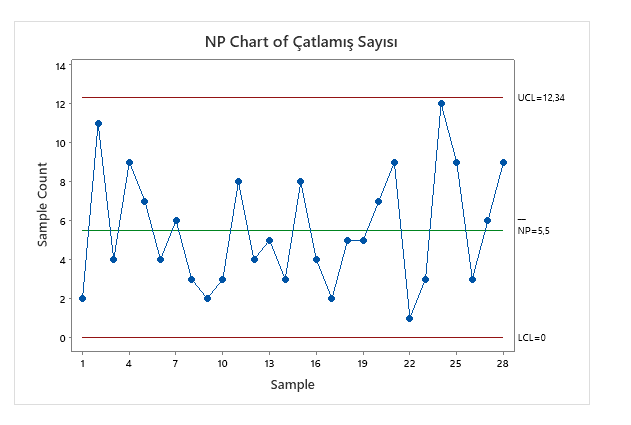 NP Chart of Çatlamış Sayısı
14
12
10
8
6
4
2
0
Sample Count
UCL=12,34
NP=5,5
LCL=0
1 4 7 10 13 16 19 22 25 28
Sample